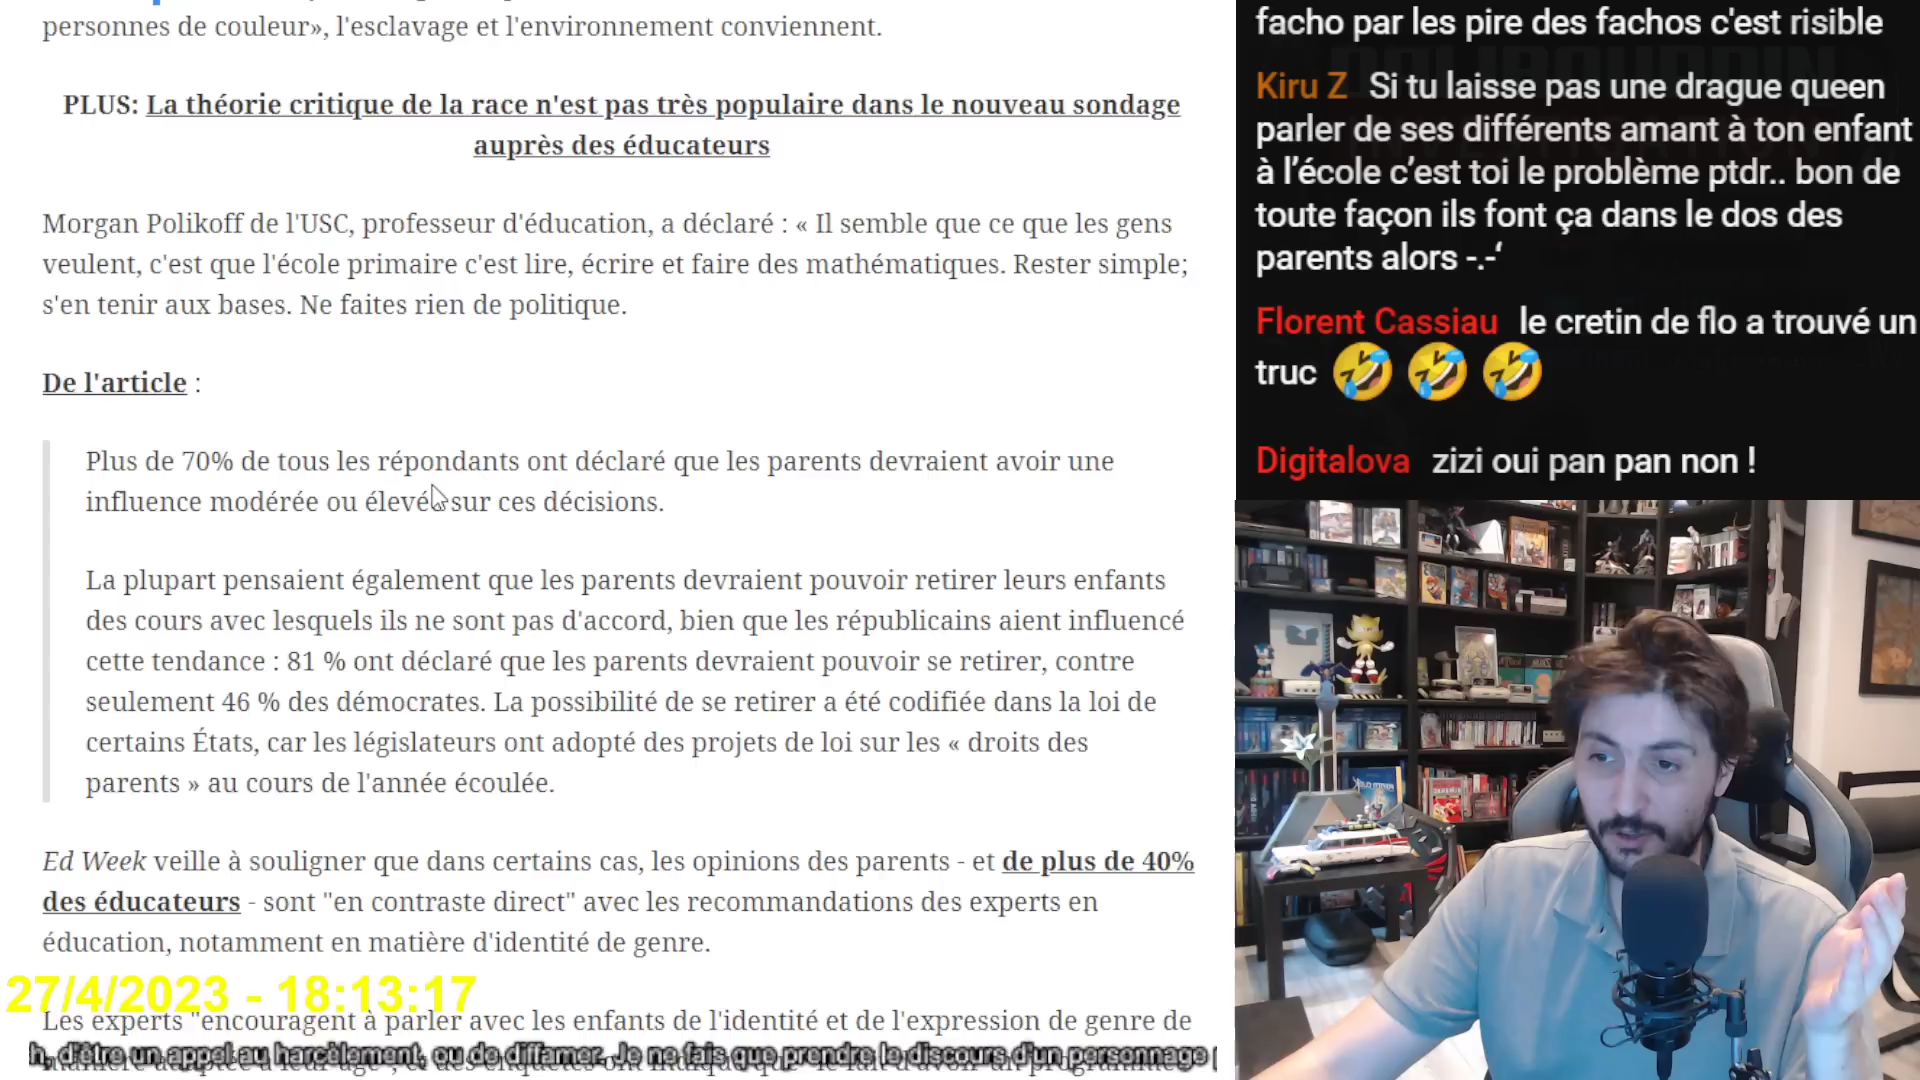 personnes de couleur», l'esclavage et l'environnement conviennent.
PLUS: La théorie critique de la race n'est pas très populaire dans le nouveau sondage
auprès des éducateurs
Morgan Polikoff de l'USC, professeur d'éducation, a déclaré : « Il semble que ce que les gens
veulent, c'est que l'école primaire c'est lire, écrire et faire des mathématiques. Rester simple;
s'en tenir aux bases. Ne faites rien de politique.
De l'article :
Plus de 70% de tous les répondants ont déclaré que les parents devraient avoir une
influence modérée ou élevée sur ces décisions.
La plupart pensaient également que les parents devraient pouvoir retirer leurs enfants
des cours avec lesquels ils ne sont pas d'accord, bien que les républicains aient influencé
cette tendance : 81 % ont déclaré que les parents devraient pouvoir se retirer, contre
seulement 46 % des démocrates. La possibilité de se retirer a été codifiée dans la loi de
certains États, car les législateurs ont adopté des projets de loi sur les « droits des
parents » au cours de l'année écoulée.
Ed Week veille à souligner que dans certains cas, les opinions des parents - et de plus de 40%
des éducateurs - sont "en contraste direct" avec les recommandations des experts en
éducation, notamment en matière d'identité de genre.
27/4/2023 - 18:13:17
Les experts "encouragent à parler avec les enfants de l'identité et de l'expression de genre de
h, d'être un appel au harcèlement, ou de diffamer. Je ne fais que prendre le discours d'un personnage
facho par les pire des fachos c'est risible
Kiru Z Si tu laisse pas une drague queen
parler de ses différents amant à ton enfant
à l’école c’est toi le problème ptdr.. bon de
toute façon ils font ça dans le dos des
parents alors -.-‘
Florent Cassiau le cretin de flo a trouvé un
truc 🤣 🤣 🤣
Digitalova zizi oui pan pan non !